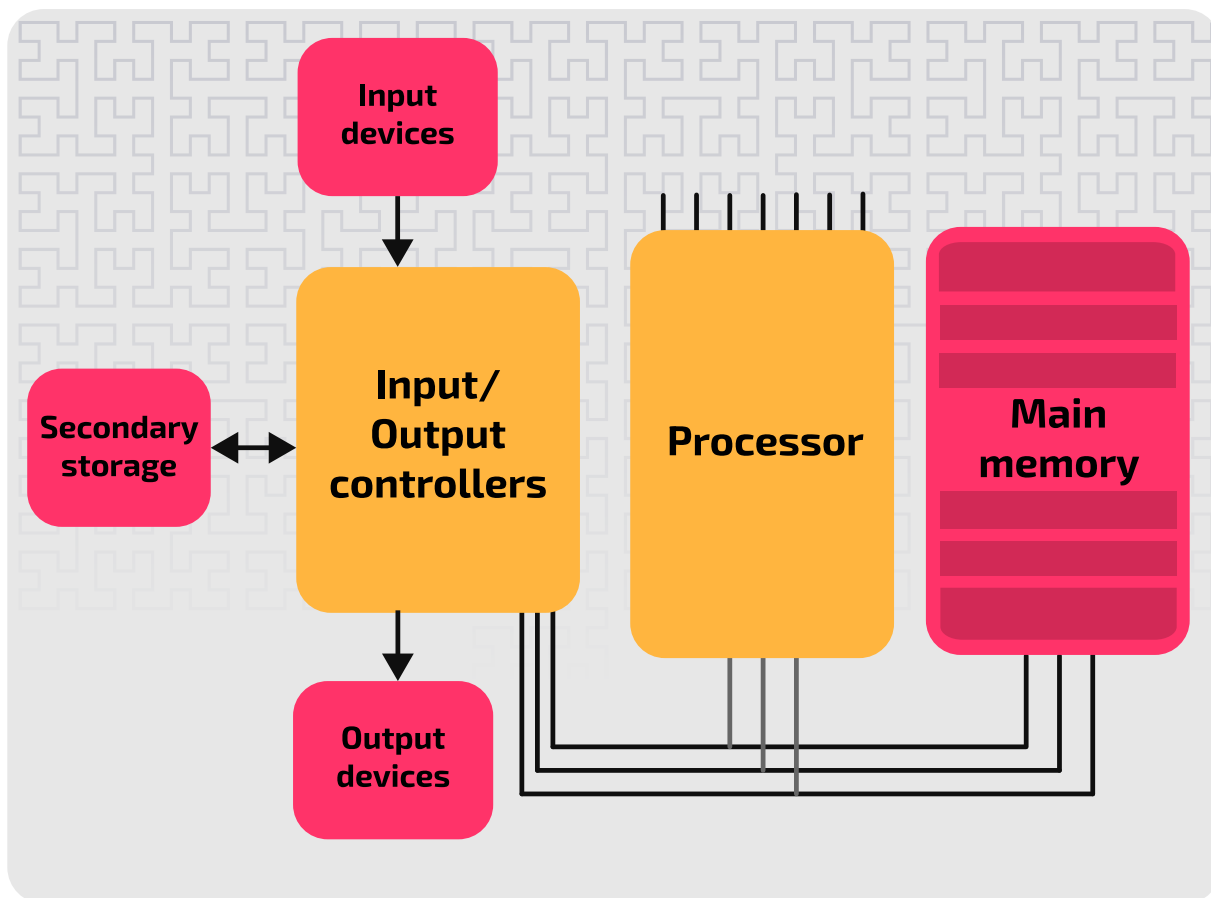 Input
devices
Input/
Output
controllers
Secondary
storage
Output
devices
Processor
Main
memory